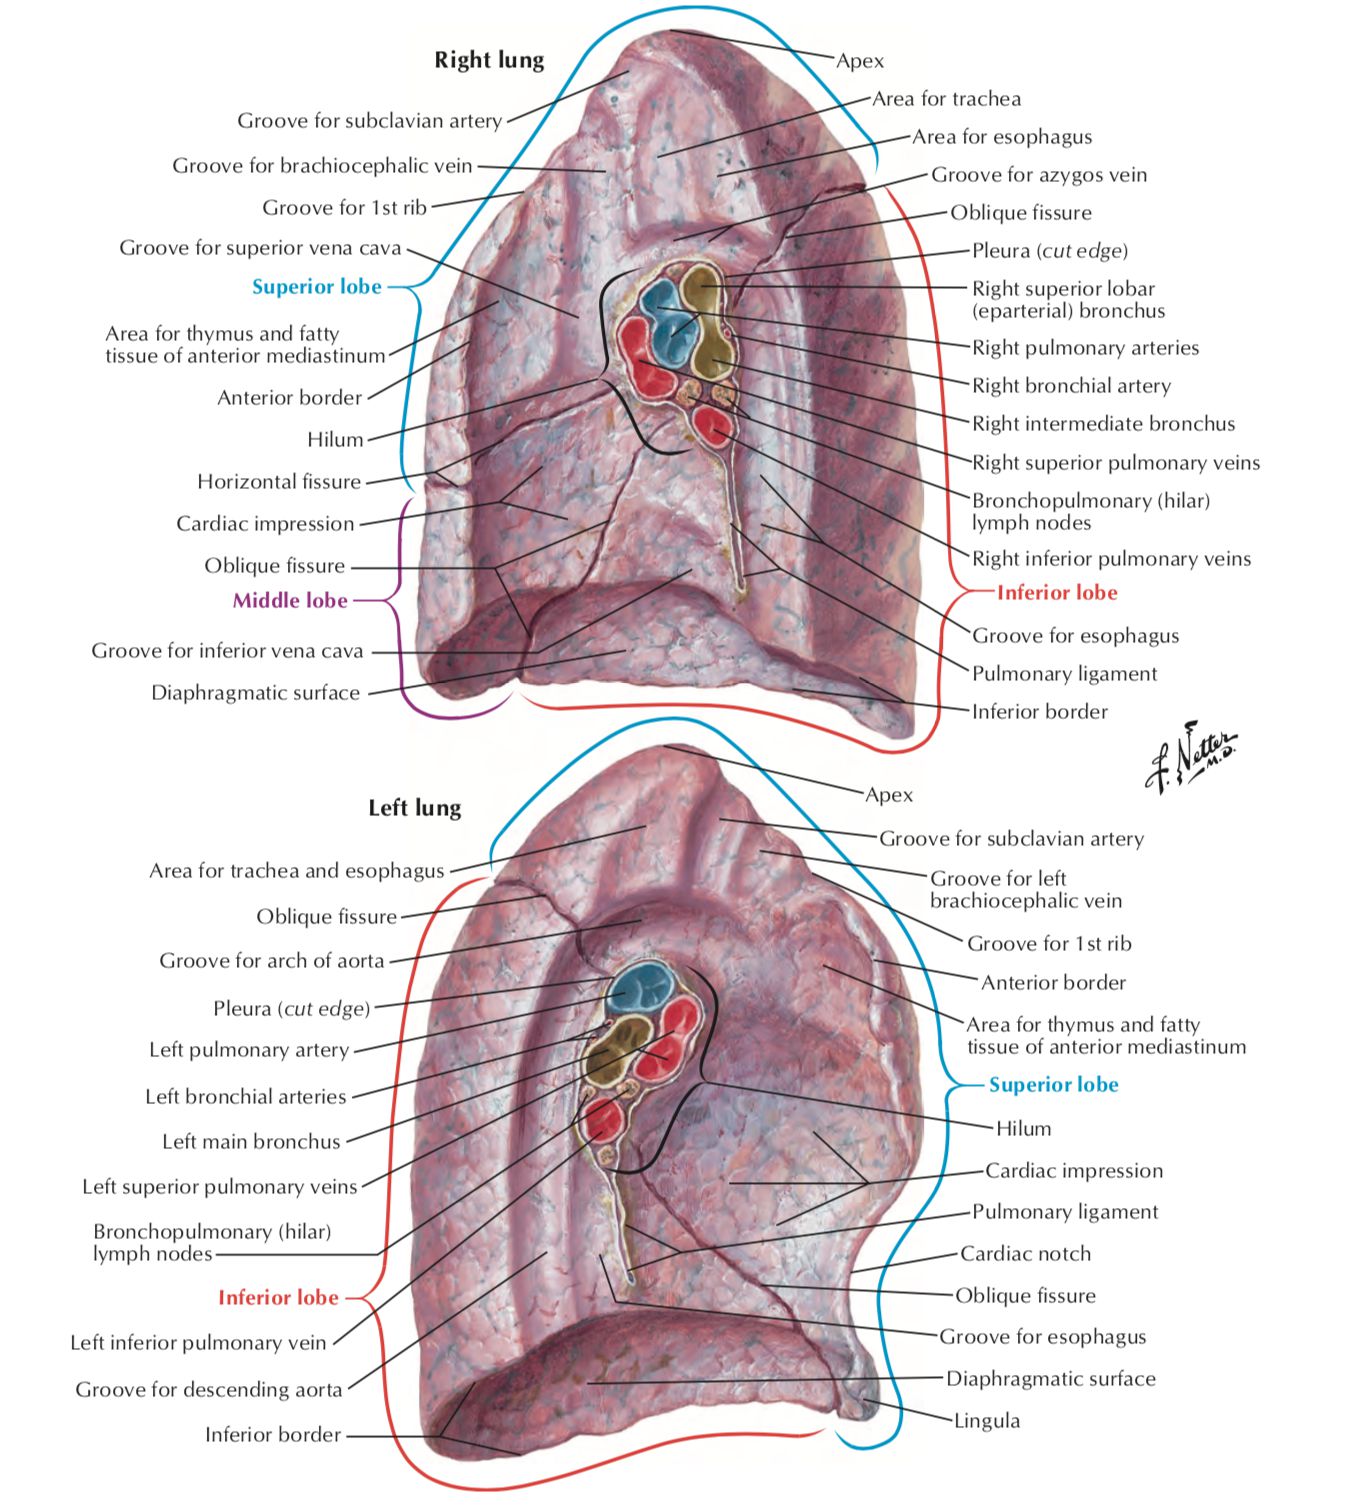 Right lung
Apex
Area for trachea
Groove for subclavian artery
Area for esophagus
Groove for brachiocephalic vein
Groove for azygos vein
Groove for 1st rib
Oblique fissure
Groove for superior vena cava
Pleura (cut edge)
Superior lobe
Right superior lobar
(eparterial) bronchus
Area for thymus and fatty
tissue of anterior mediastinum
Right pulmonary arteries
Anterior border
Right bronchial artery
Right intermediate bronchus
Hilum
Right superior pulmonary veins
Horizontal fissure
Bronchopulmonary (hilar)
lymph nodes
Cardiac impression
Right inferior pulmonary veins
Oblique fissure
Inferior lobe
Middle lobe
Groove for esophagus
Groove for inferior vena cava
Pulmonary ligament
Diaphragmatic surface
Inferior border
F. Netter
M.D.
Left lung
Apex
Groove for subclavian artery
Area for trachea and esophagus
Groove for left
brachiocephalic vein
Oblique fissure
Groove for 1st rib
Groove for arch of aorta
Anterior border
Pleura (cut edge)
Area for thymus and fatty
tissue of anterior mediastinum
Left pulmonary artery
Superior lobe
Left bronchial arteries
Hilum
Left main bronchus
Cardiac impression
Left superior pulmonary veins
Pulmonary ligament
Bronchopulmonary (hilar)
lymph nodes
Cardiac notch
Inferior lobe
Oblique fissure
Left inferior pulmonary vein
Groove for esophagus
Groove for descending aorta
Diaphragmatic surface
Inferior border
Lingula